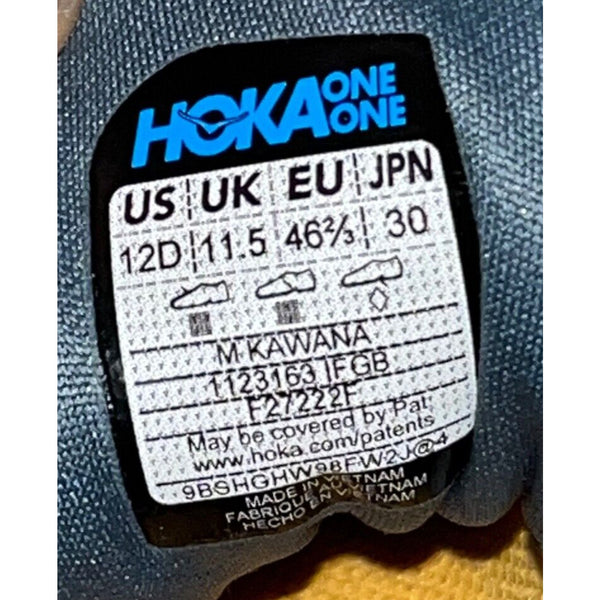 HOKA ONE ONE
US UK EU JPN
12D 11.5 46⅔ 30
M KAWANA
1123163 IFGB
F27222F
May be covered by Pat.
www.hoka.com/patents
9BSHGHW98FW2J@4
MADE IN VIETNAM
FABRIQUE AU VIETNAM
HECHO EN VIETNAM